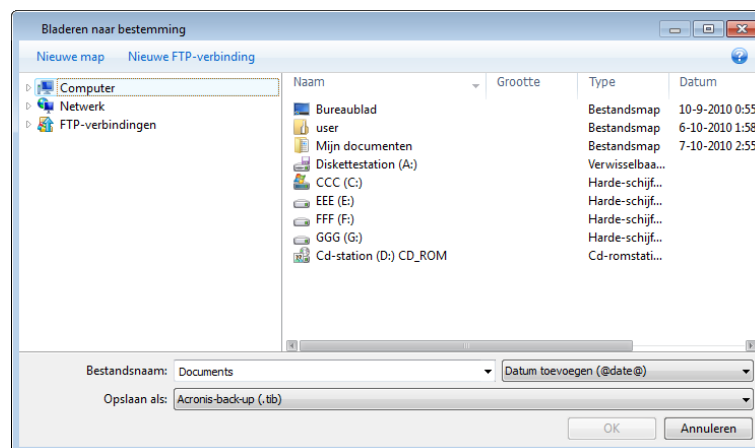 Bladeren naar bestemming
Nieuwe map Nieuwe FTP-verbinding
Computer
Netwerk
FTP-verbindingen
Naam Grootte Type Datum
Bureaublad Bestandsmap 10-9-2010 0:55
user Bestandsmap 6-10-2010 1:58
Mijn documenten Bestandsmap 7-10-2010 2:55
Diskettestation (A:) Verwisselbaa...
CCC (C:) Harde-schijf...
EEE (E:) Harde-schijf...
FFF (F:) Harde-schijf...
GGG (G:) Harde-schijf...
Cd-station (D:) CD_ROM Cd-romstati...
Bestandsnaam: Documents Datum toevoegen (@date@)
Opslaan als: Acronis-back-up (.tib)
OK Annuleren